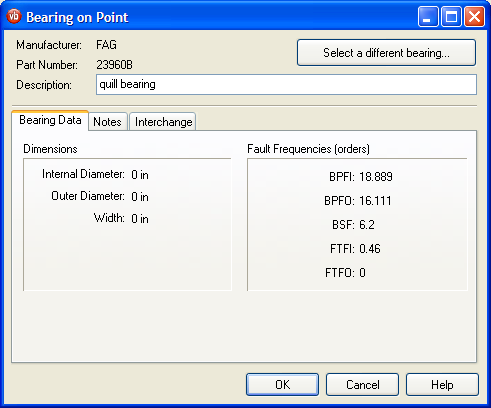 vb Bearing on Point
Manufacturer: FAG
Select a different bearing...
Part Number: 23960B
Description: quill bearing
Bearing Data Notes Interchange
Dimensions
Internal Diameter: 0 in
Outer Diameter: 0 in
Width: 0 in
Fault Frequencies (orders)
BPFI: 18.889
BPFO: 16.111
BSF: 6.2
FTFI: 0.46
FTFO: 0
OK Cancel Help